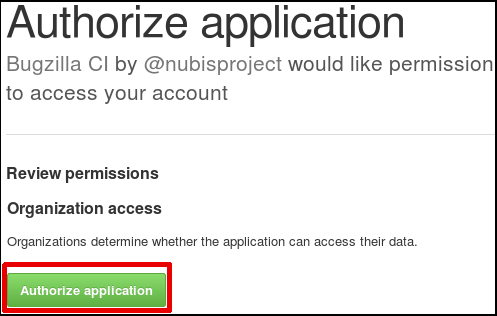 Authorize application
Bugzilla CI by @nubisproject would like permission
to access your account
Review permissions
Organization access
Organizations determine whether the application can access their data.
Authorize application